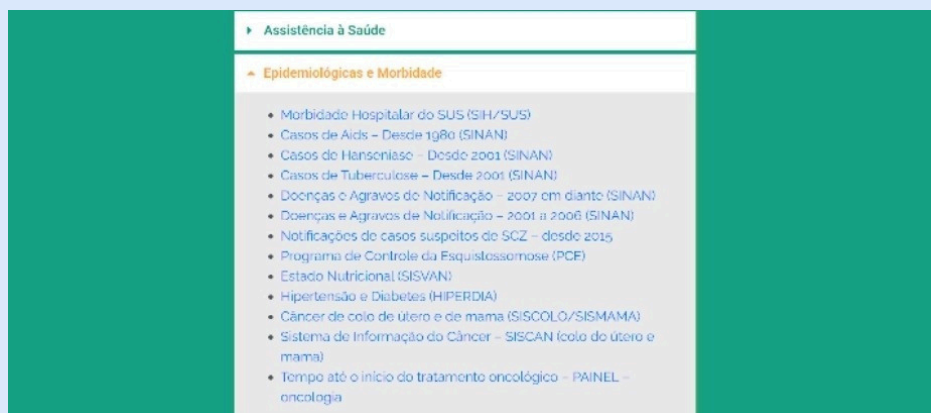 Assistência à Saúde
Epidemiológicas e Morbidade
Morbidade Hospitalar do SUS (SIH/SUS)
Casos de Aids – Desde 1980 (SINAN)
Casos de Hanseníase – Desde 2001 (SINAN)
Casos de Tuberculose – Desde 2001 (SINAN)
Doenças e Agravos de Notificação – 2007 em diante (SINAN)
Doenças e Agravos de Notificação – 2001 a 2006 (SINAN)
Notificações de casos suspeitos de SCZ – desde 2015
Programa de Controle da Esquistossomose (PCE)
Estado Nutricional (SISVAN)
Hipertensão e Diabetes (HIPERDIA)
Câncer de colo de útero e de mama (SISCOLO/SISMAMA)
Sistema de Informação do Câncer – SISCAN (colo do útero e
mama)
Tempo até o início do tratamento oncológico – PAINEL –
oncologia